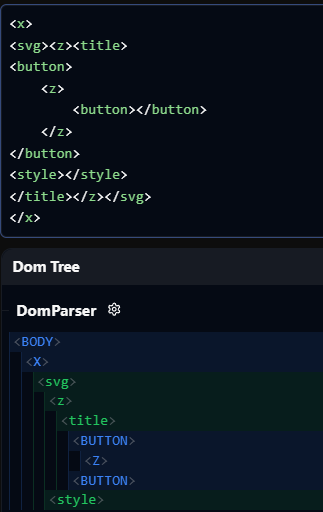 <x>
<svg><z><title>
<button>
<z>
<button></button>
</z>
</button>
<style></style>
</title></z></svg>
</x>
Dom Tree
DomParser
<BODY>
<X>
<svg>
<z>
<title>
<BUTTON>
<Z>
<BUTTON>
<style>